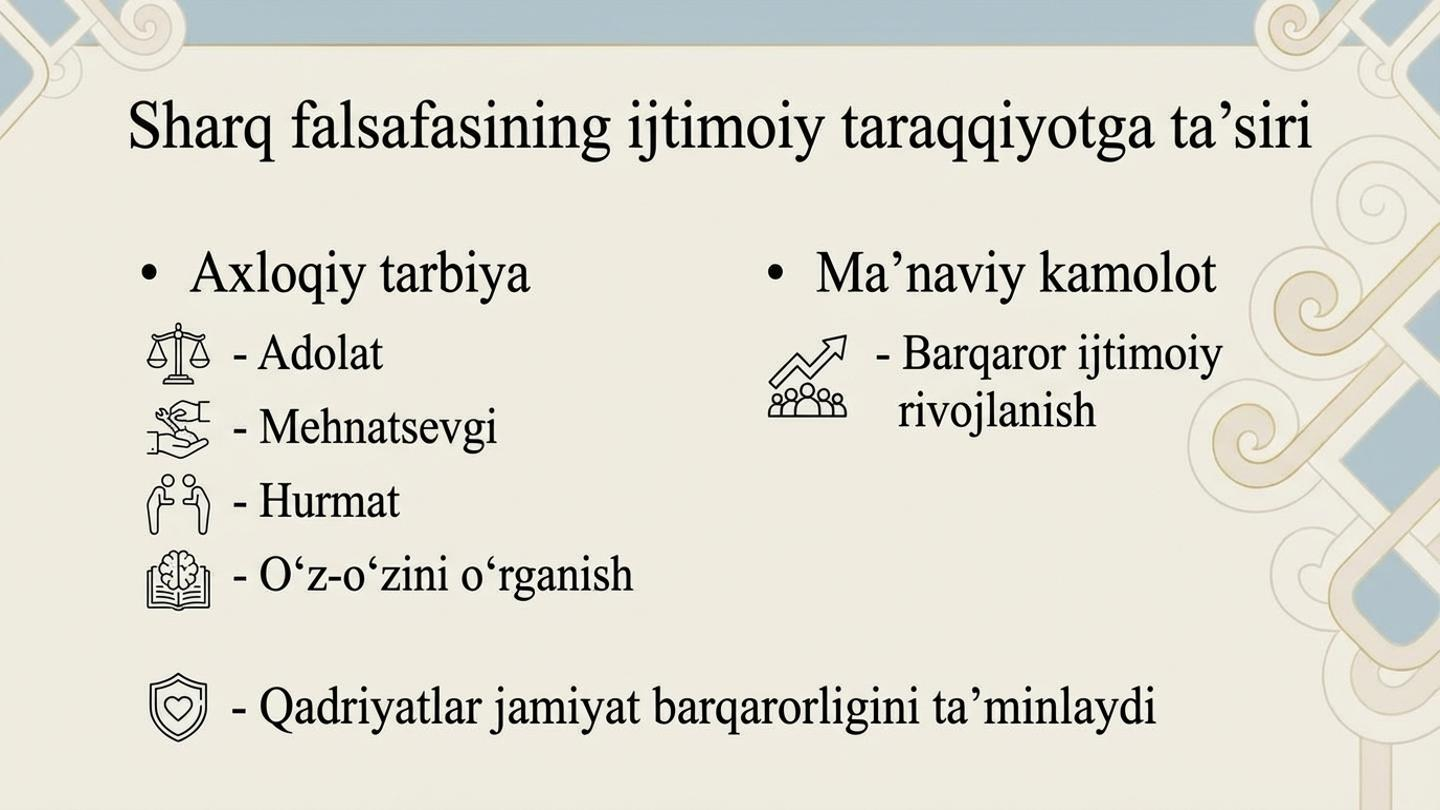 Sharq falsafasining ijtimoiy taraqqiyotga ta’siri
• Axloqiy tarbiya
- Adolat
- Mehnatsevgi
- Hurmat
- O‘z-o‘zini o‘rganish
• Ma’naviy kamolot
- Barqaror ijtimoiy
rivojlanish
- Qadriyatlar jamiyat barqarorligini ta’minlaydi